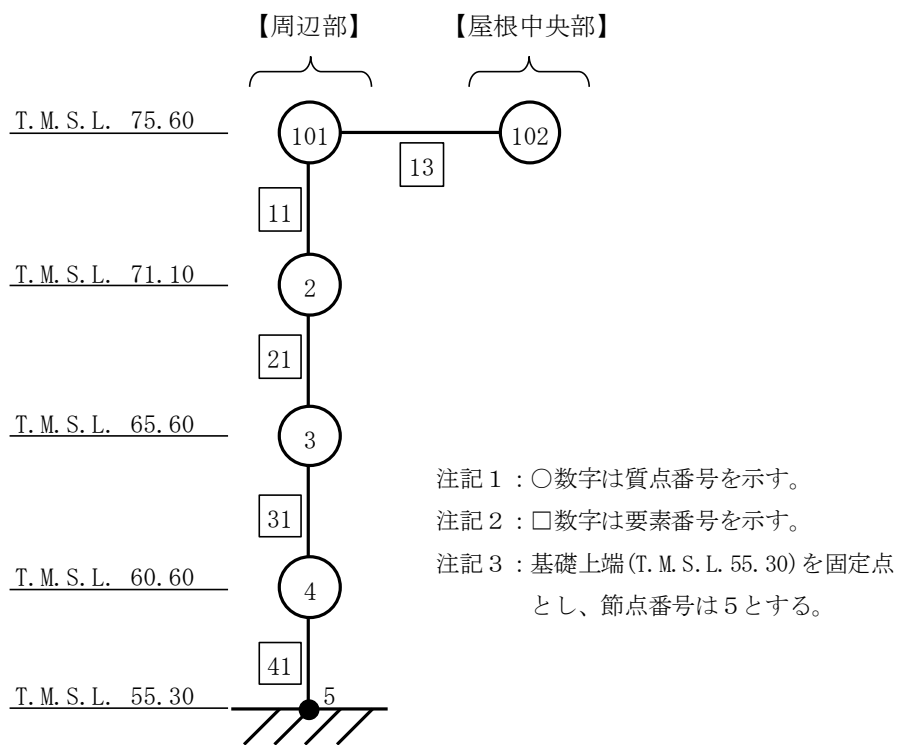 【周辺部】 【屋根中央部】
T.M.S.L. 75.60 101 102
13
11
T.M.S.L. 71.10 2
21
T.M.S.L. 65.60 3
注記1：○数字は質点番号を示す。
31
注記2：□数字は要素番号を示す。
注記3：基礎上端(T.M.S.L.55.30)を固定点
T.M.S.L. 60.60 4
とし、節点番号は5とする。
41
T.M.S.L. 55.30 5